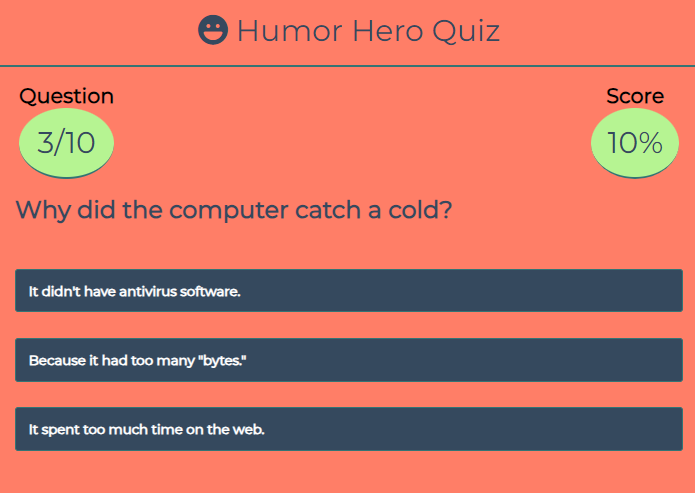 Humor Hero Quiz
Question
Score
3/10
10%
Why did the computer catch a cold?
It didn't have antivirus software.
Because it had too many "bytes."
It spent too much time on the web.